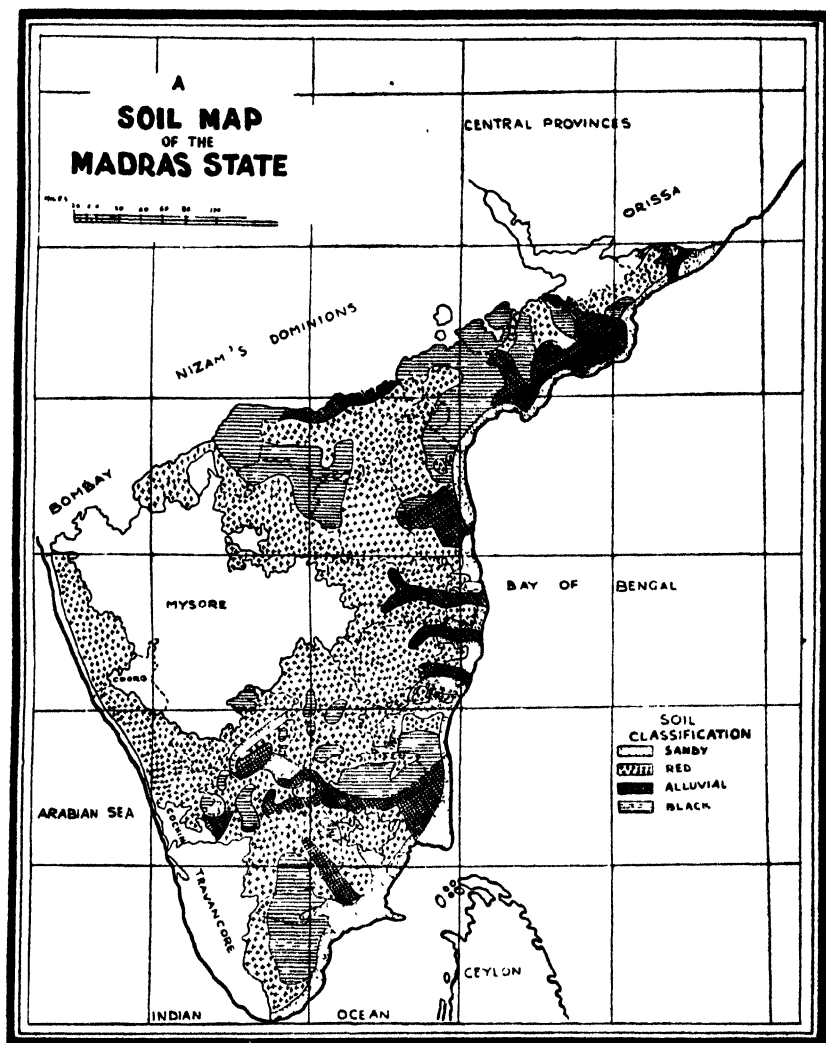 A
SOIL MAP
OF THE
MADRAS STATE
MILES
CENTRAL PROVINCES
ORISSA
NIZAM'S DOMINIONS
BOMBAY
MYSORE
BAY OF BENGAL
COORG
SOIL
CLASSIFICATION
SANDY
RED
ALLUVIAL
BLACK
ARABIAN SEA
COCHIN
TRAVANCORE
CEYLON
INDIAN OCEAN